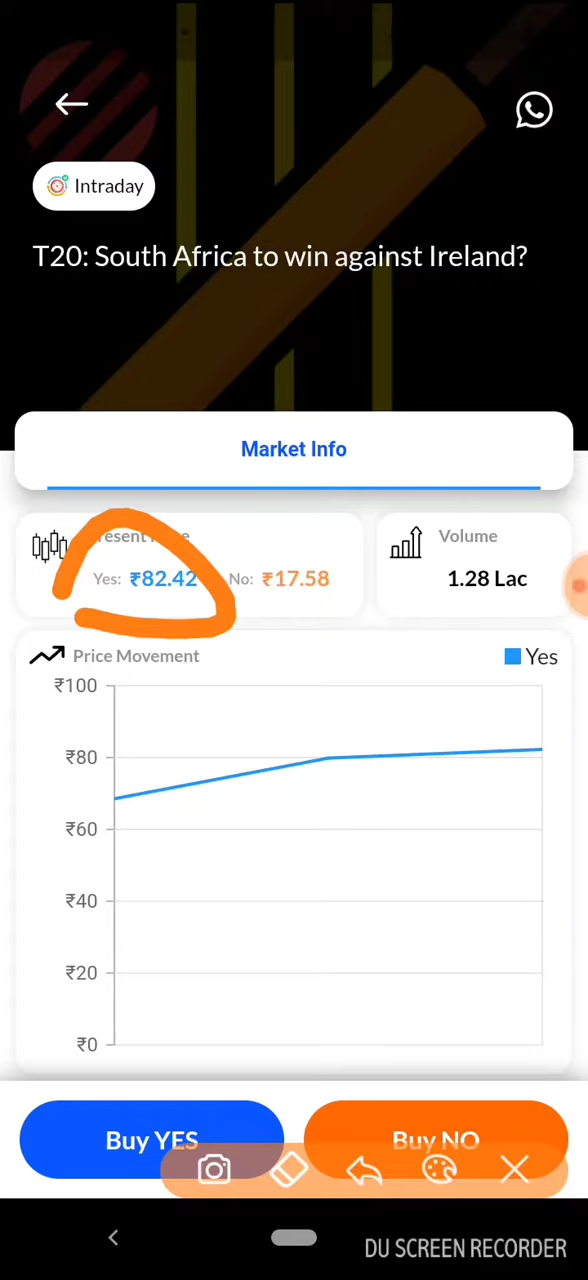 Intraday
T20: South Africa to win against Ireland?
Market Info
Yes: ₹82.42 No: ₹17.58
Volume
1.28 Lac
Price Movement
Yes
₹100
₹80
₹60
₹40
₹20
₹0
Buy YES
Buy NO
DU SCREEN RECORDER